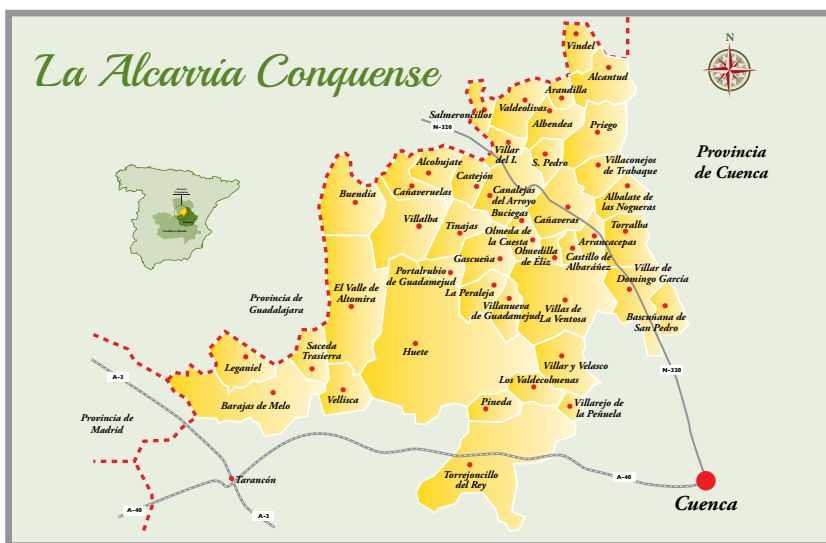 La Alcarria Conquense
N
Vindel
Alcantud
Arandilla
Valdeolivas
Salmeroncillos
N-320
Albendea
Priego
Villar
del I.
S. Pedro
Provincia
de Cuenca
Villaconejos
de Trabaque
Alcohujate
Castejón
Buendía
Cañaveruelas
Canalejas
del Arroyo
Albalate de
las Nogueras
Buciegas
Cañaveras
Villalba
Tinajas
Olmeda de
la Cuesta
Torralba
Arrancacepas
Olmedilla
de Éliz
Castillo de
Albaráñez
Gascueña
Portalrubio
de Guadamejud
Villar de
Domingo García
El Valle de
Altomira
La Peraleja
Provincia de
Guadalajara
Villanueva
de Guadamejud
Villas de
La Ventosa
Bascuñana de
San Pedro
Saceda
Trasierra
Huete
Leganiel
Villar y Velasco
N-320
A-3
Los Valdecolmenas
Vellisca
Barajas de Melo
Pineda
Villarejo de
la Peñuela
Provincia de
Madrid
Torrejoncillo
del Rey
Tarancón
A-40
Cuenca
A-40
A-3